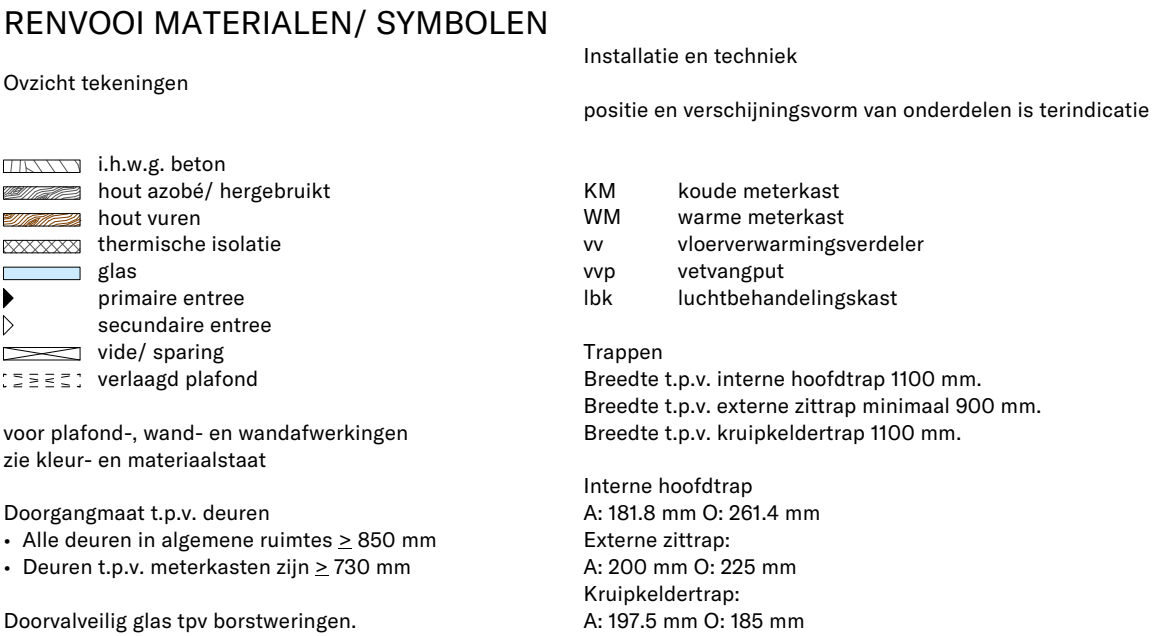 RENVOOI MATERIALEN/ SYMBOLEN
Ovzicht tekeningen
i.h.w.g. beton
hout azobé/ hergebruikt
hout vuren
thermische isolatie
glas
primaire entree
secundaire entree
vide/ sparing
verlaagd plafond
voor plafond-, wand- en wandafwerkingen
zie kleur- en materiaalstaat
Doorgangmaat t.p.v. deuren
• Alle deuren in algemene ruimtes ≥ 850 mm
• Deuren t.p.v. meterkasten zijn ≥ 730 mm
Doorvalveilig glas tpv borstweringen.
Installatie en techniek
positie en verschijningsvorm van onderdelen is terindicatie
KM koude meterkast
WM warme meterkast
vv vloerverwarmingsverdeler
vvp vetvangput
lbk luchtbehandelingskast
Trappen
Breedte t.p.v. interne hoofdtrap 1100 mm.
Breedte t.p.v. externe zittrap minimaal 900 mm.
Breedte t.p.v. kruipkeldertrap 1100 mm.
Interne hoofdtrap
A: 181.8 mm O: 261.4 mm
Externe zittrap:
A: 200 mm O: 225 mm
Kruipkeldertrap:
A: 197.5 mm O: 185 mm